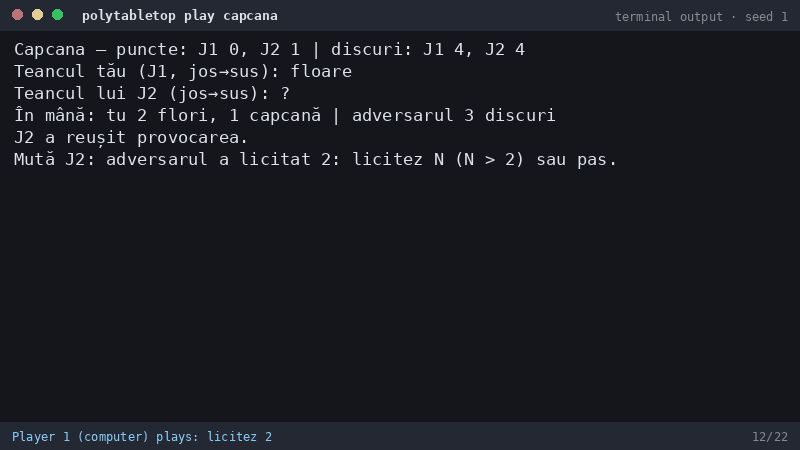 polytabletop play capcana
terminal output · seed 1
Capcana — puncte: J1 0, J2 1 | discuri: J1 4, J2 4
Teancul tău (J1, jos→sus): floare
Teancul lui J2 (jos→sus): ?
În mână: tu 2 flori, 1 capcană | adversarul 3 discuri
J2 a reușit provocarea.
Mută J2: adversarul a licitat 2: licitez N (N > 2) sau pas.
Player 1 (computer) plays: licitez 2
12/22